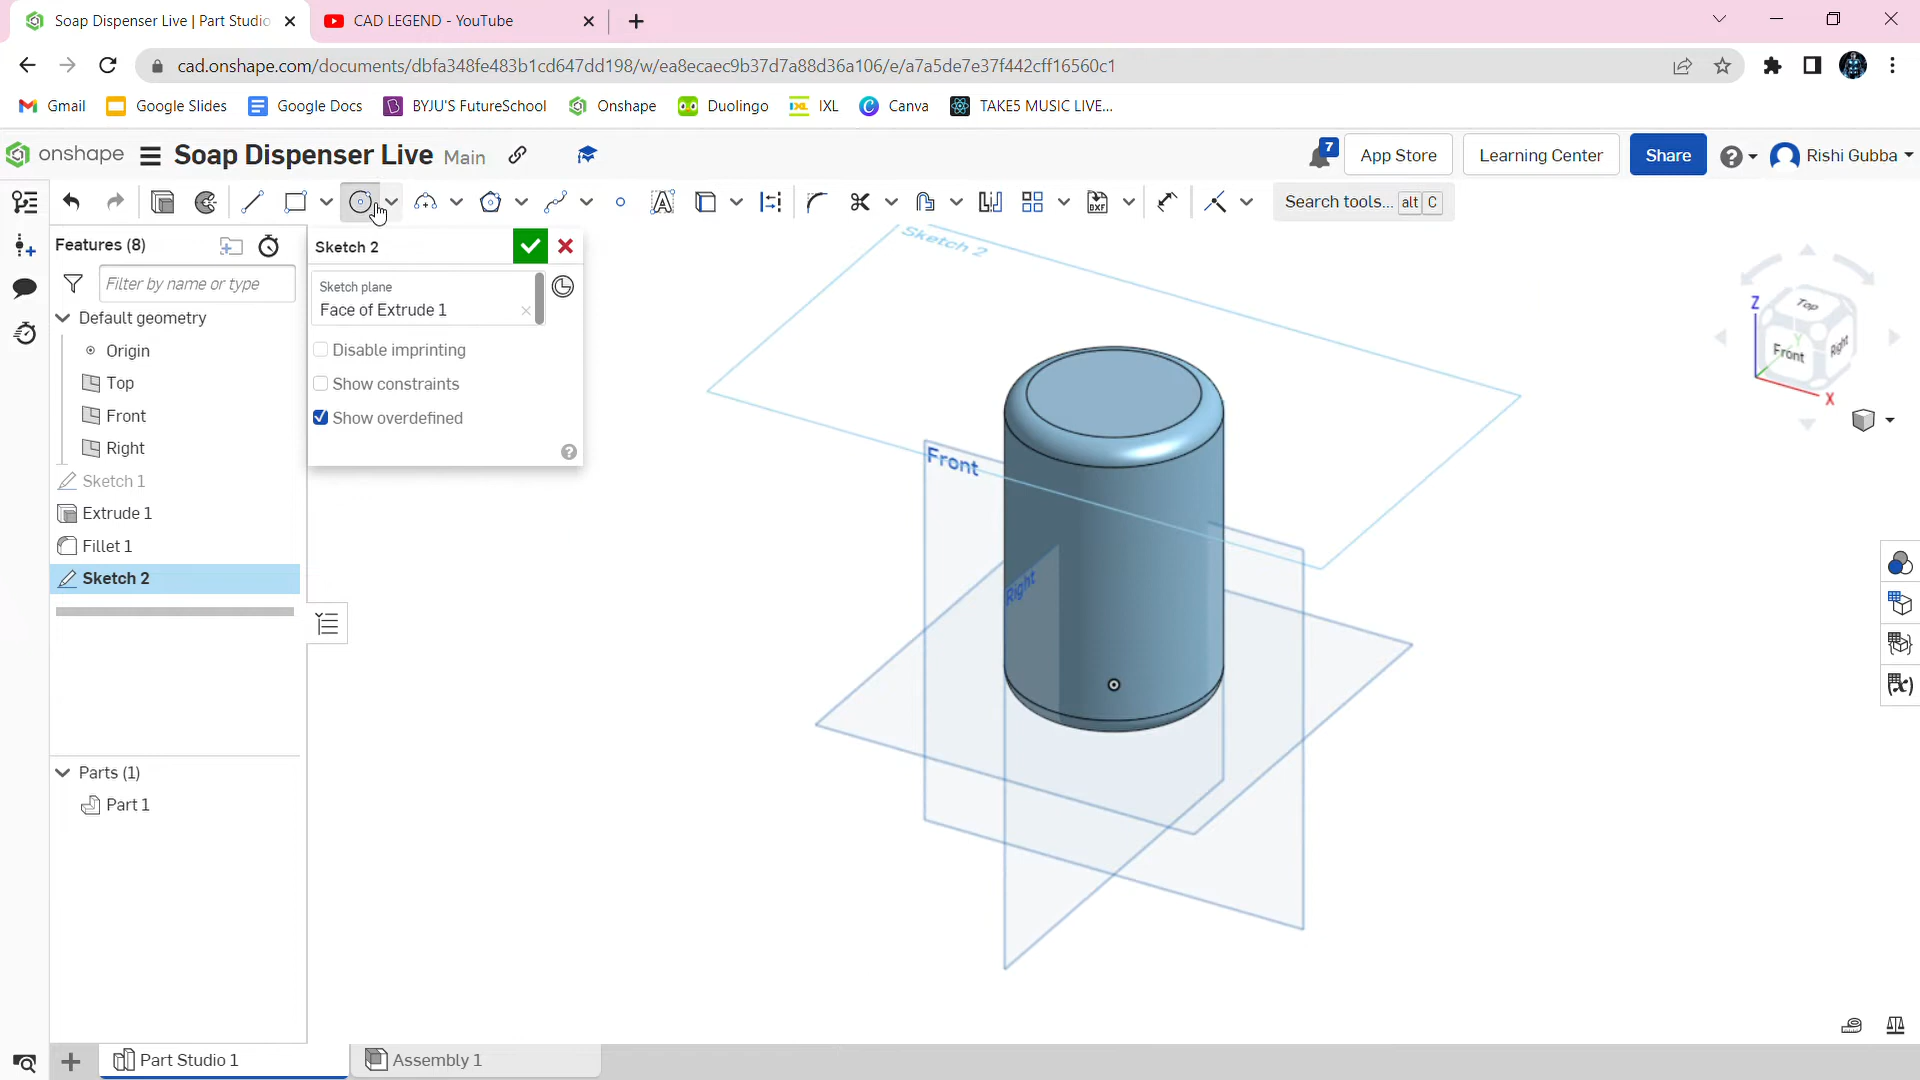 Soap Dispenser Live | Part Studio
CAD LEGEND - YouTube
cad.onshape.com/documents/dbfa348fe483b1cd647dd198/w/ea8ecaec9b37d7a88d36a106/e/a7a5de7e37f442cff16560c1
Gmail
Google Slides
Google Docs
BYJU'S FutureSchool
Onshape
Duolingo
IXL
Canva
TAKE5 MUSIC LIVE...
onshape
Soap Dispenser Live
Main
7
App Store
Learning Center
Share
Rishi Gubba
Search tools... alt C
Features (8)
Filter by name or type
Default geometry
Origin
Top
Front
Right
Sketch 1
Extrude 1
Fillet 1
Sketch 2
Parts (1)
Part 1
Sketch 2
Sketch plane
Face of Extrude 1
Disable imprinting
Show constraints
Show overdefined
Sketch 2
Front
Right
Z
Top
Y
Front
Right
X
Part Studio 1
Assembly 1